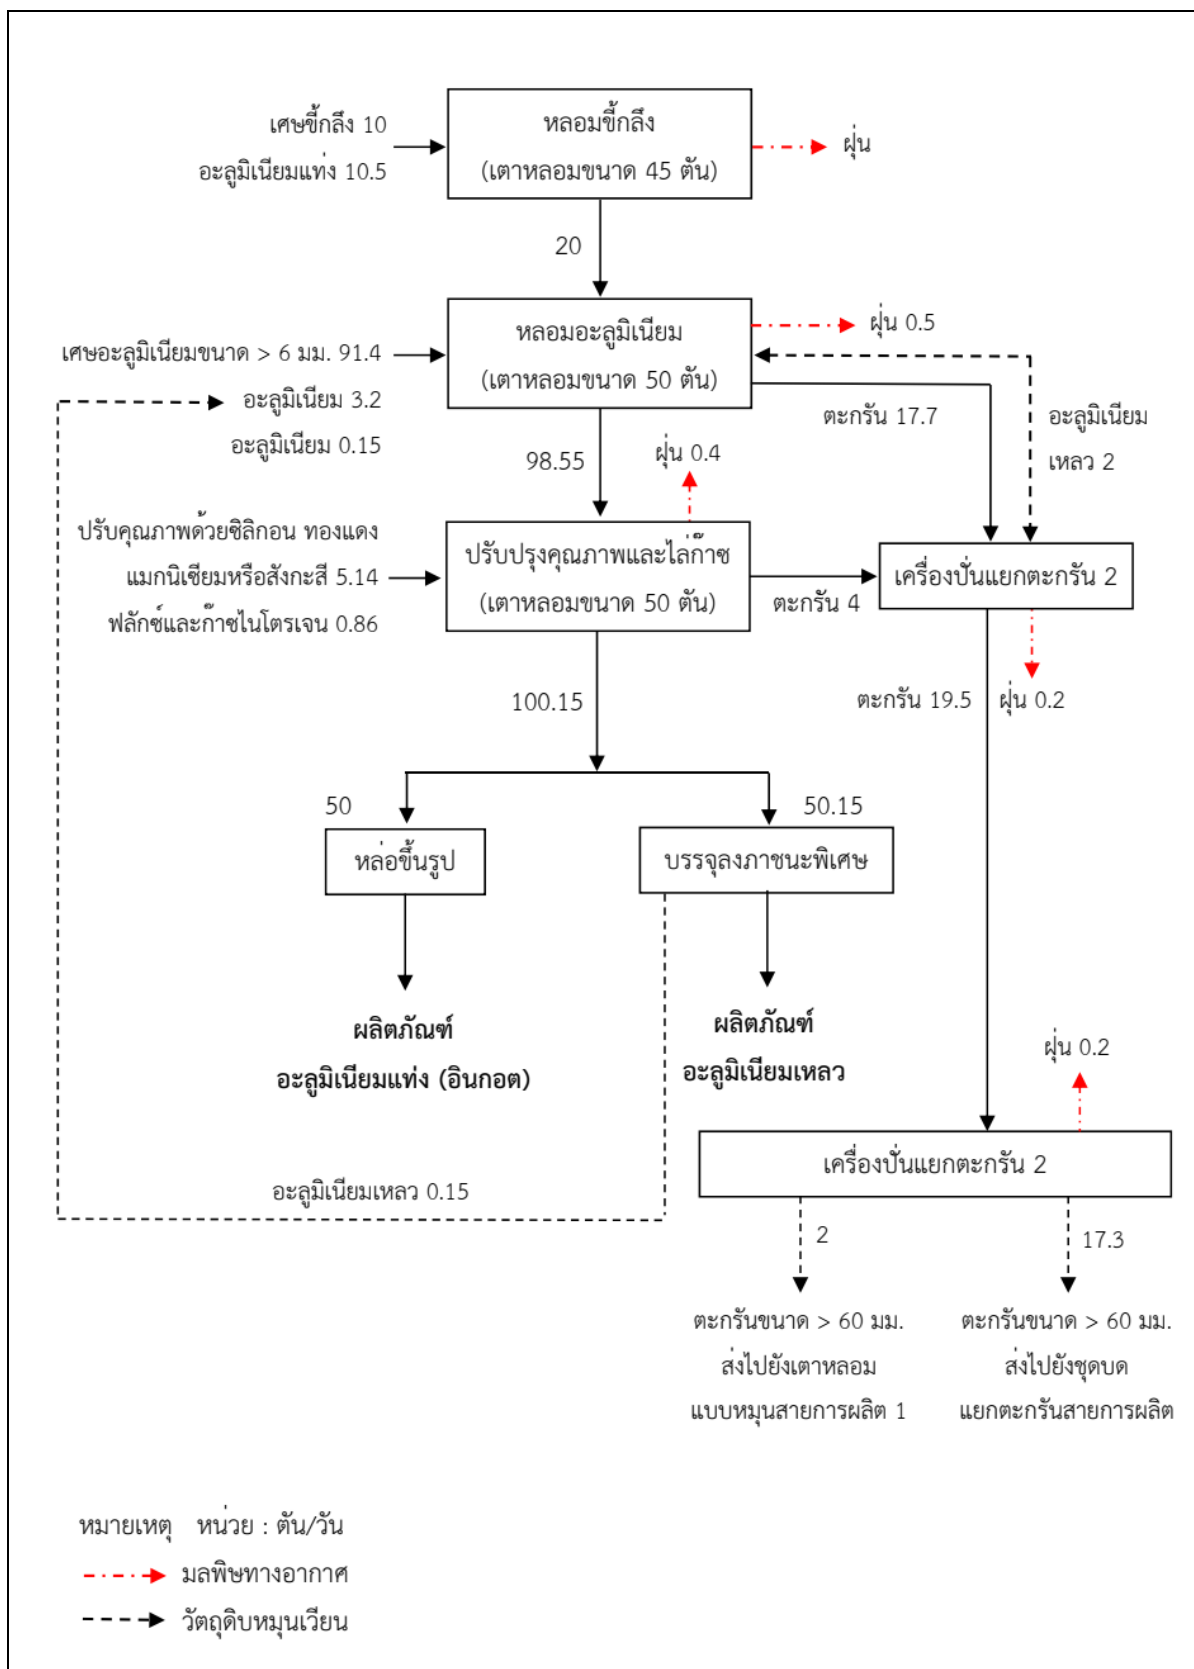 เศษขี้กลึง 10
อะลูมิเนียมแท่ง 10.5
หลอมขี้กลึง
(เตาหลอมขนาด 45 ตัน)
ฝุ่น
20
เศษอะลูมิเนียมขนาด > 6 มม. 91.4
อะลูมิเนียม 3.2
อะลูมิเนียม 0.15
หลอมอะลูมิเนียม
(เตาหลอมขนาด 50 ตัน)
ฝุ่น 0.5
ตะกรัน 17.7
อะลูมิเนียม
เหลว 2
98.55
ฝุ่น 0.4
ปรับคุณภาพด้วยซิลิกอน ทองแดง
แมกนิเซียมหรือสังกะสี 5.14
ฟลักซ์และก๊าซไนโตรเจน 0.86
ปรับปรุงคุณภาพและไล่ก๊าซ
(เตาหลอมขนาด 50 ตัน)
ตะกรัน 4
เครื่องปั่นแยกตะกรัน 2
100.15
ตะกรัน 19.5
ฝุ่น 0.2
50
50.15
หล่อขึ้นรูป
บรรจุลงภาชนะพิเศษ
ผลิตภัณฑ์
อะลูมิเนียมแท่ง (อินกอต)
ผลิตภัณฑ์
อะลูมิเนียมเหลว
ฝุ่น 0.2
เครื่องปั่นแยกตะกรัน 2
อะลูมิเนียมเหลว 0.15
2
17.3
ตะกรันขนาด > 60 มม.
ส่งไปยังเตาหลอม
แบบหมุนสายการผลิต 1
ตะกรันขนาด > 60 มม.
ส่งไปยังชุดบด
แยกตะกรันสายการผลิต
หมายเหตุ หน่วย : ตัน/วัน
มลพิษทางอากาศ
วัตถุดิบหมุนเวียน